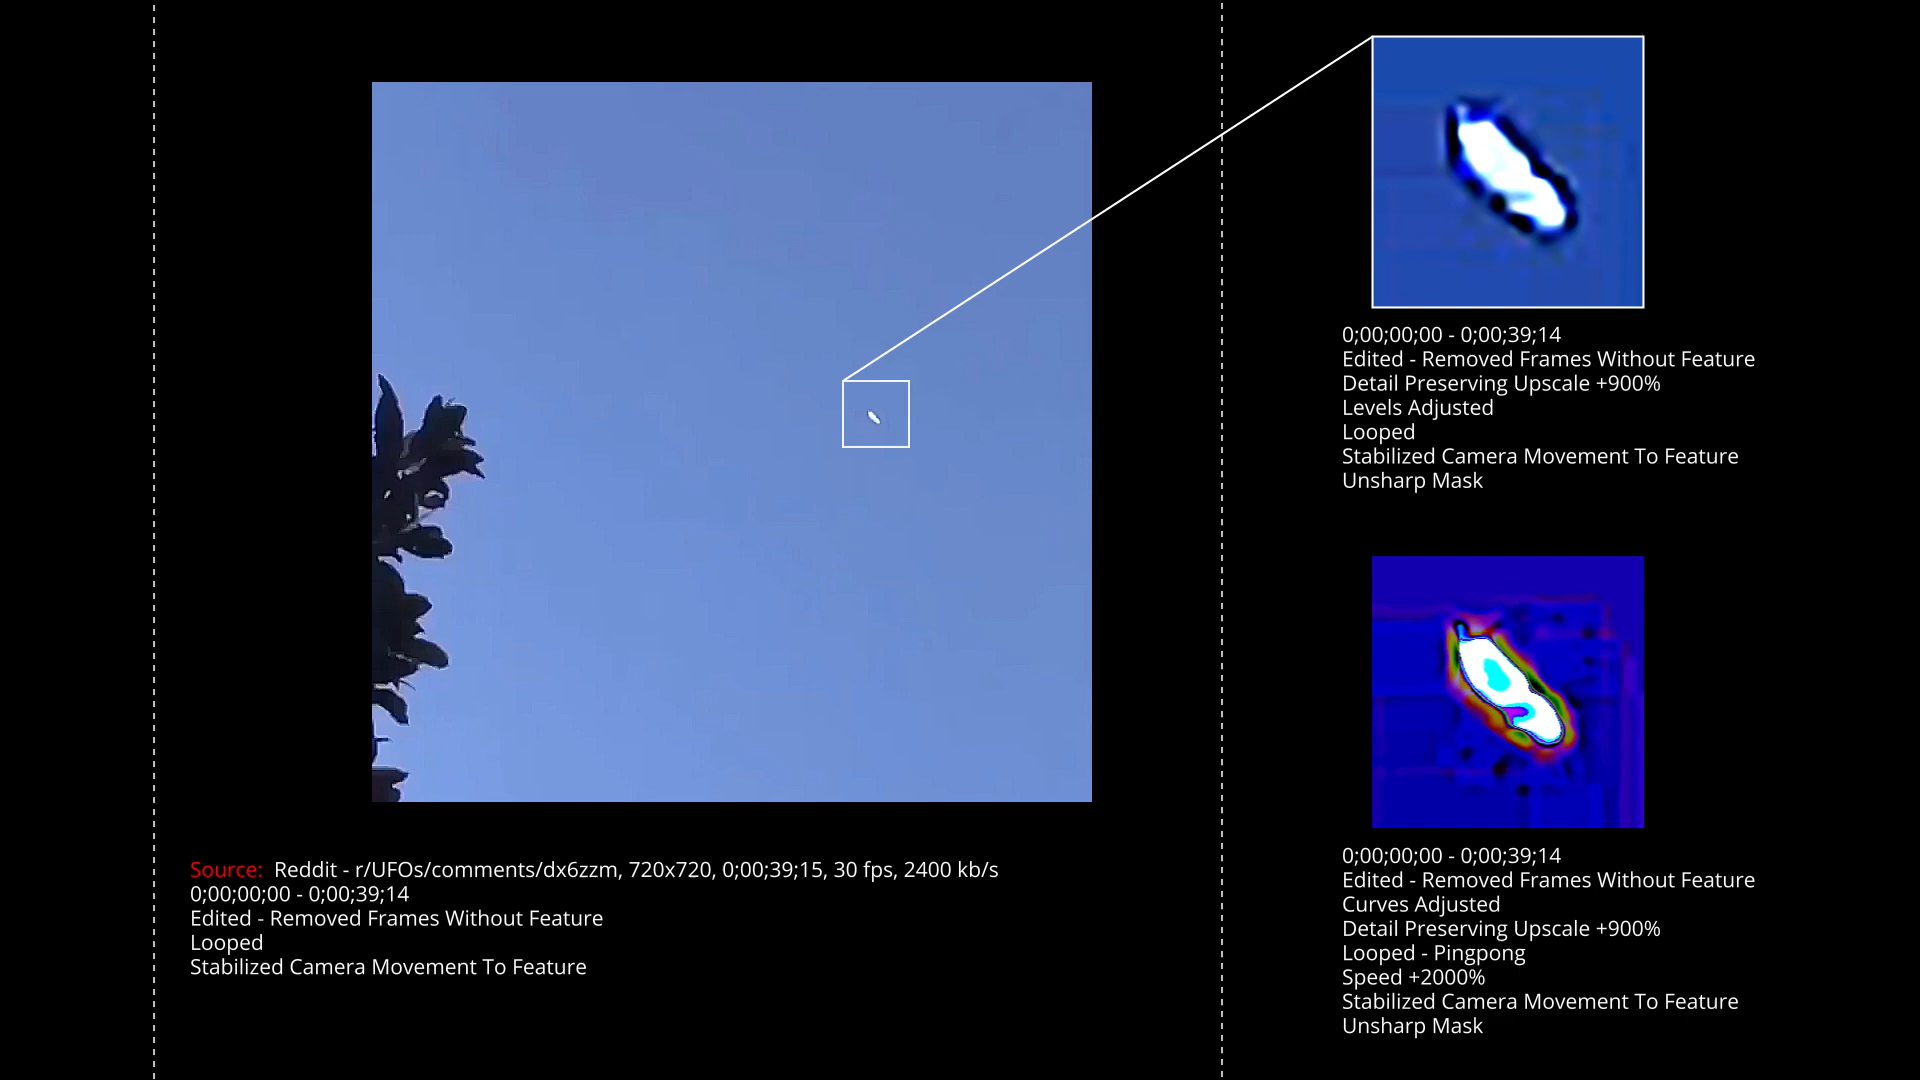 0;00;00;00 - 0;00;39;14
Edited - Removed Frames Without Feature
Detail Preserving Upscale +900%
Levels Adjusted
Looped
Stabilized Camera Movement To Feature
Unsharp Mask
Source:  Reddit - r/UFOs/comments/dx6zzm, 720x720, 0;00;39;15, 30 fps, 2400 kb/s
0;00;00;00 - 0;00;39;14
Edited - Removed Frames Without Feature
Looped
Stabilized Camera Movement To Feature
0;00;00;00 - 0;00;39;14
Edited - Removed Frames Without Feature
Curves Adjusted
Detail Preserving Upscale +900%
Looped - Pingpong
Speed +2000%
Stabilized Camera Movement To Feature
Unsharp Mask